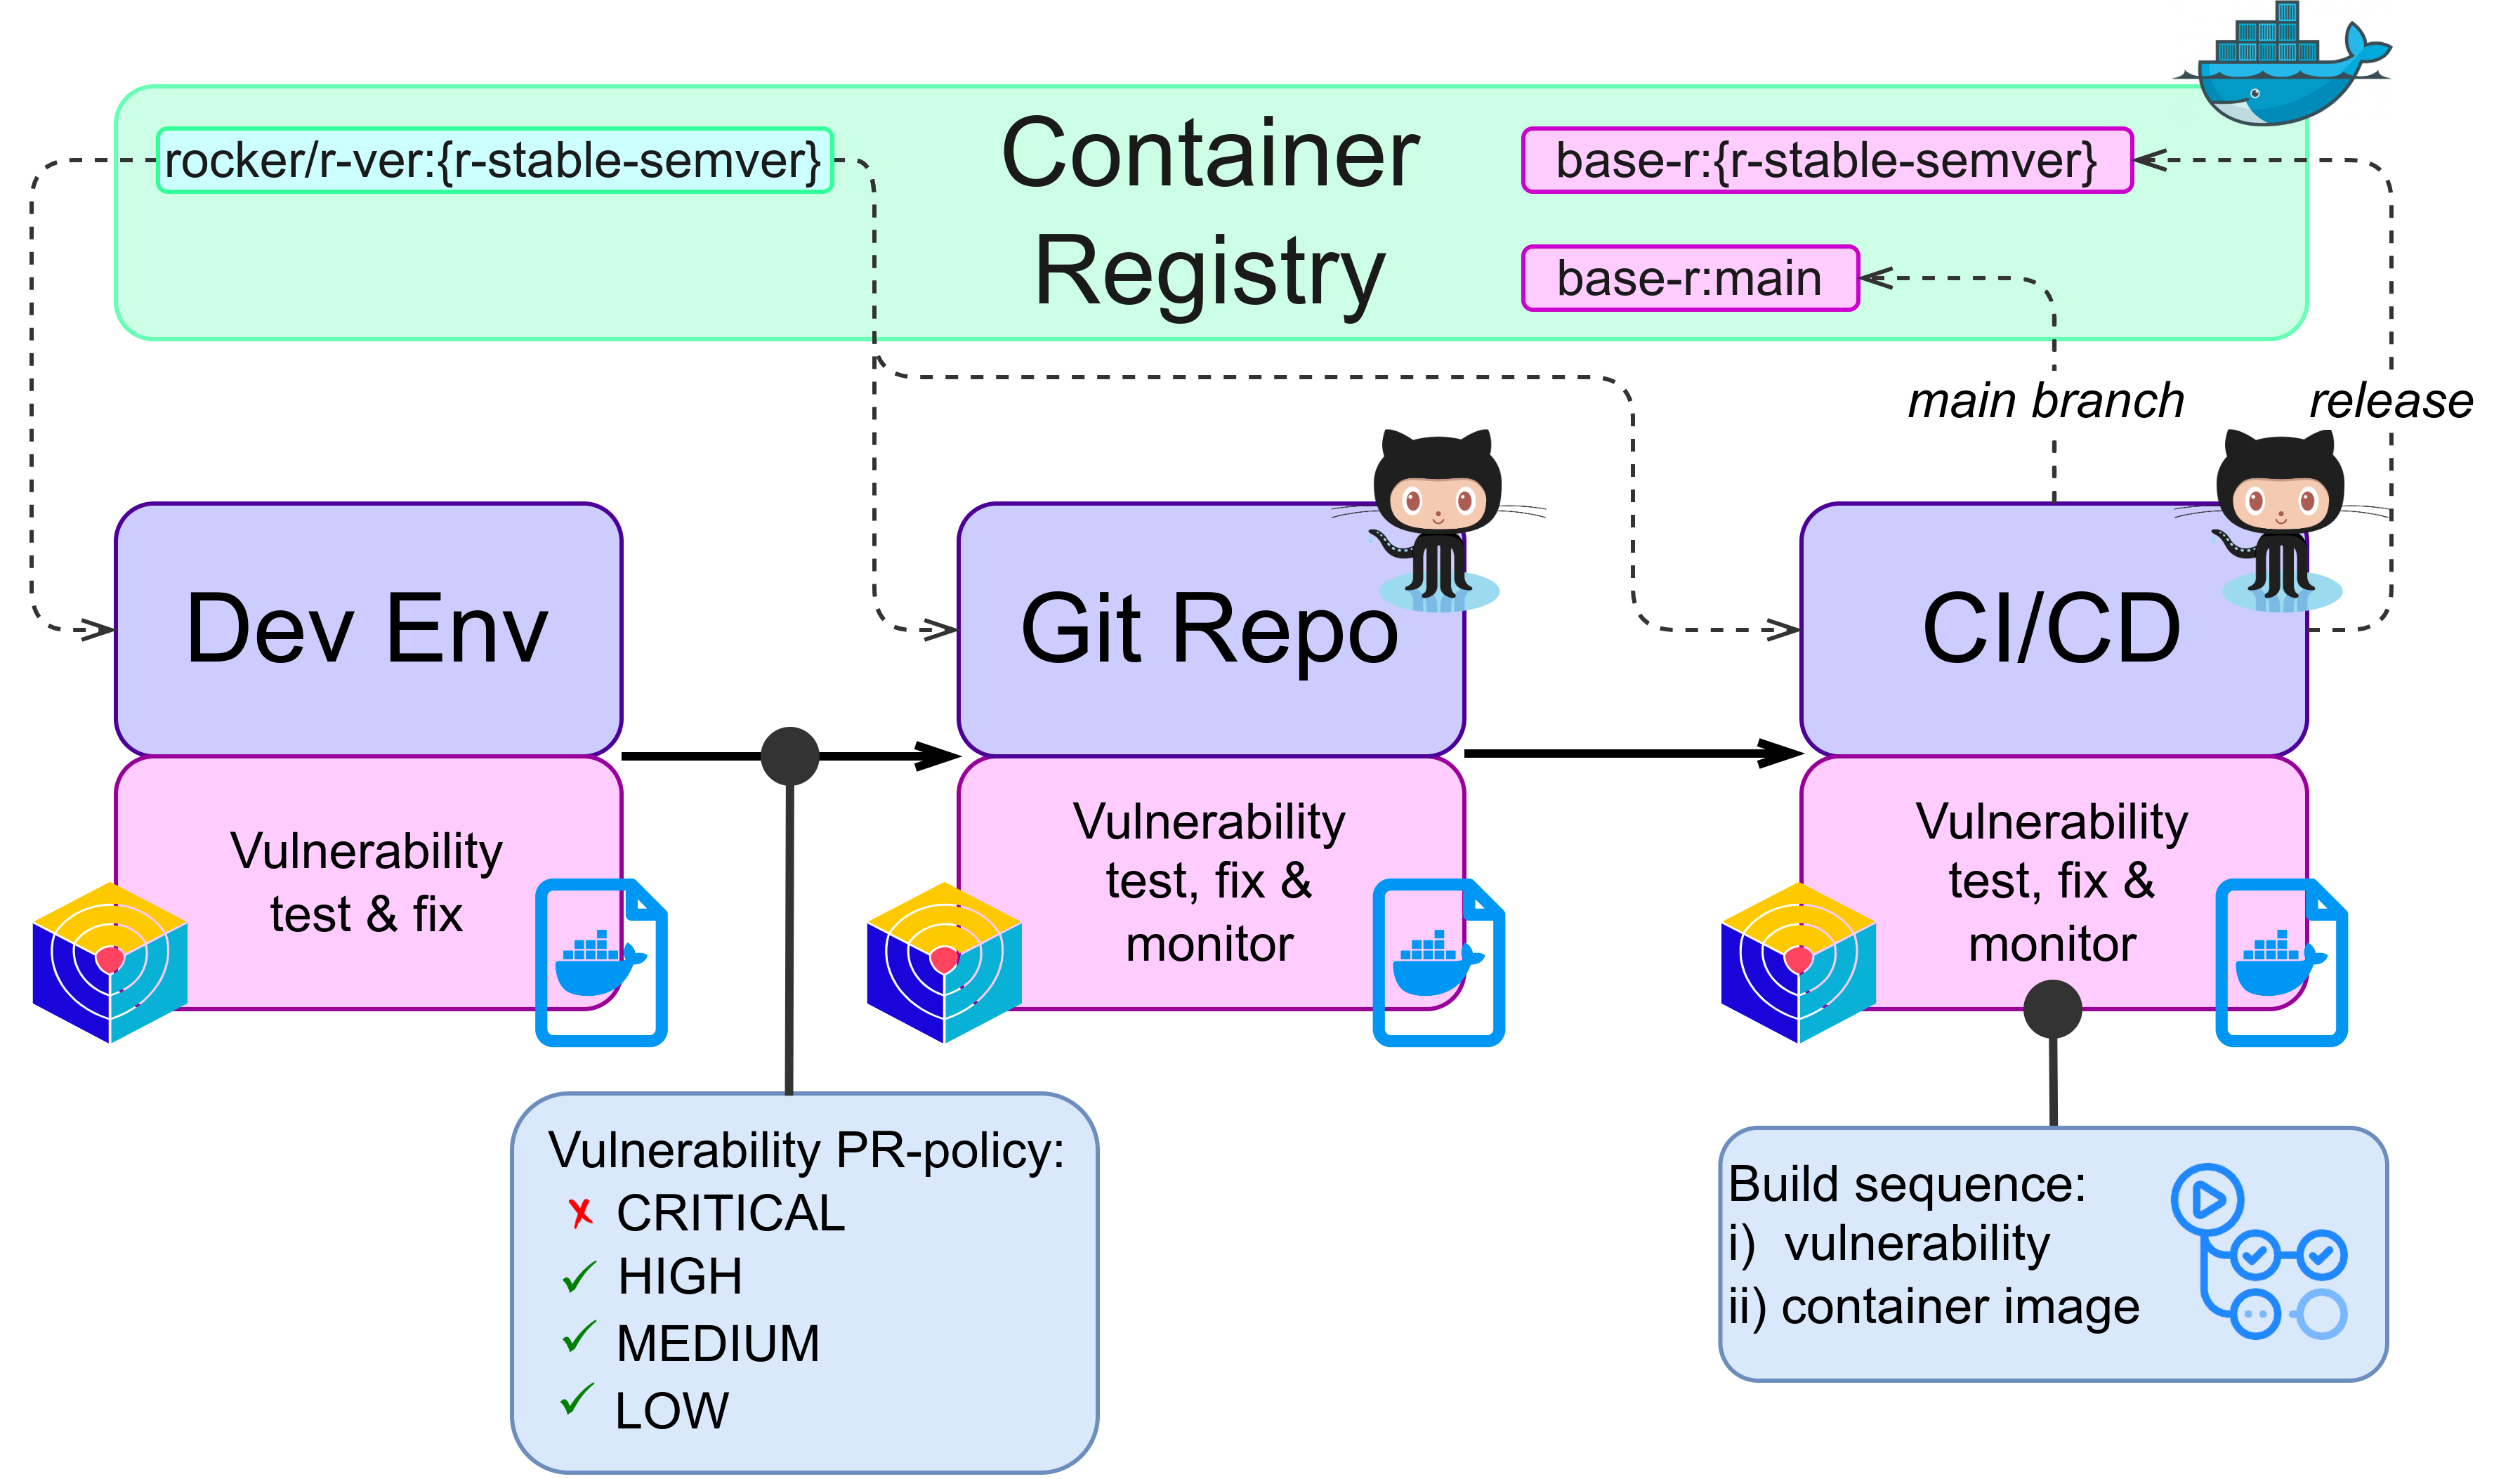 Container
Registry
rocker/r-ver:{r-stable-semver}
base-r:{r-stable-semver}
base-r:main
main branch
release
Dev Env
Git Repo
CI/CD
Vulnerability
test & fix
Vulnerability
test, fix &
monitor
Vulnerability
test, fix &
monitor
Vulnerability PR-policy:
✗ CRITICAL
✓ HIGH
✓ MEDIUM
✓ LOW
Build sequence:
i) vulnerability
ii) container image